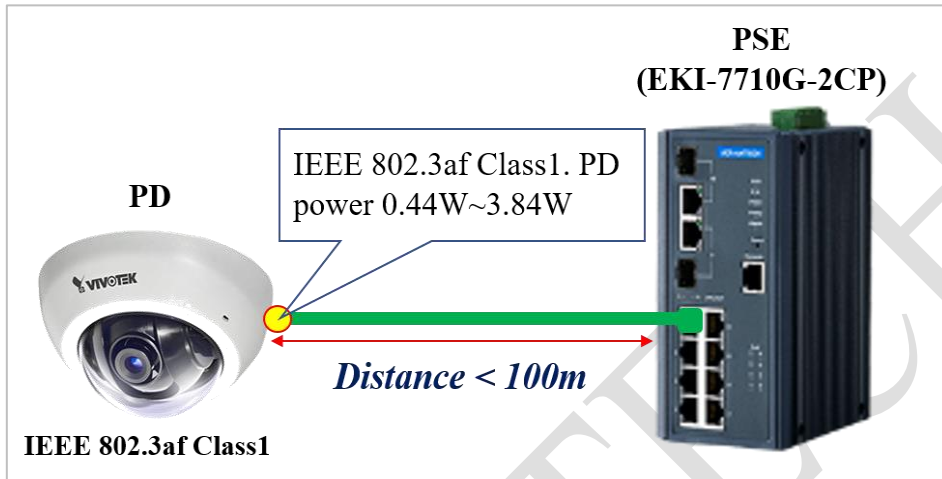 PSE
(EKI-7710G-2CP)
IEEE 802.3af Class1. PD
power 0.44W~3.84W
PD
VIVOTEK
Distance < 100m
IEEE 802.3af Class1